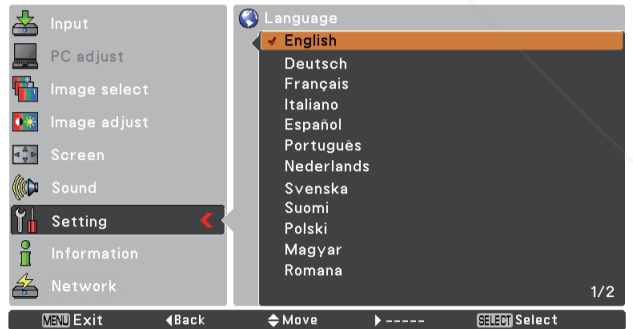 Input
PC adjust
Image select
Image adjust
Screen
Sound
Setting
Information
Network
Language
✔ English
Deutsch
Français
Italiano
Español
Português
Nederlands
Svenska
Suomi
Polski
Magyar
Romana
1/2
MENU Exit ◀Back Move ▶ ----- SELECT Select